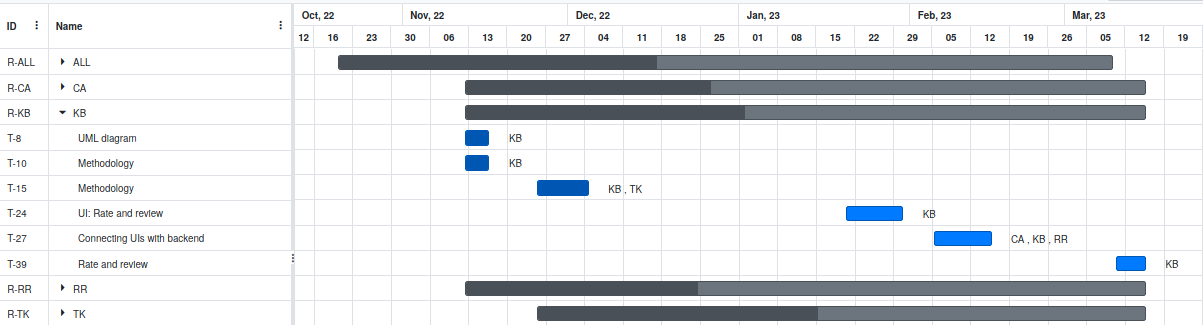 Oct, 22 Nov, 22 Dec, 22 Jan, 23 Feb, 23 Mar, 23
ID Name
12 16 23 30 06 13 20 27 04 11 18 25 01 08 15 22 29 05 12 19 26 05 12 19
R-ALL ALL
R-CA CA
R-KB KB
T-8 UML diagram KB
T-10 Methodology KB
T-15 Methodology KB , TK
T-24 UI: Rate and review KB
T-27 Connecting UIs with backend CA , KB , RR
T-39 Rate and review KB
R-RR RR
R-TK TK